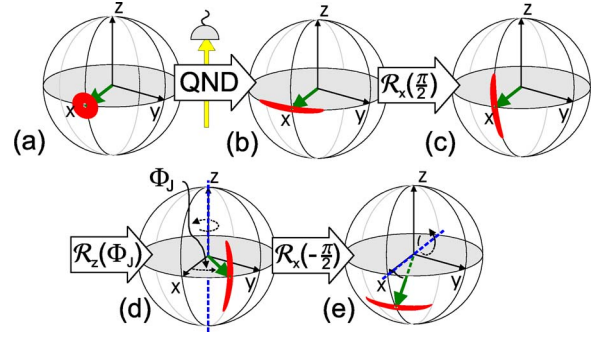 z
x
y
(a)
QND
z
x
y
(b)
ℛx(π/2)
z
x
y
(c)
ℛz(ΦJ)
ΦJ
z
x
y
(d)
ℛx(-π/2)
z
x
y
(e)